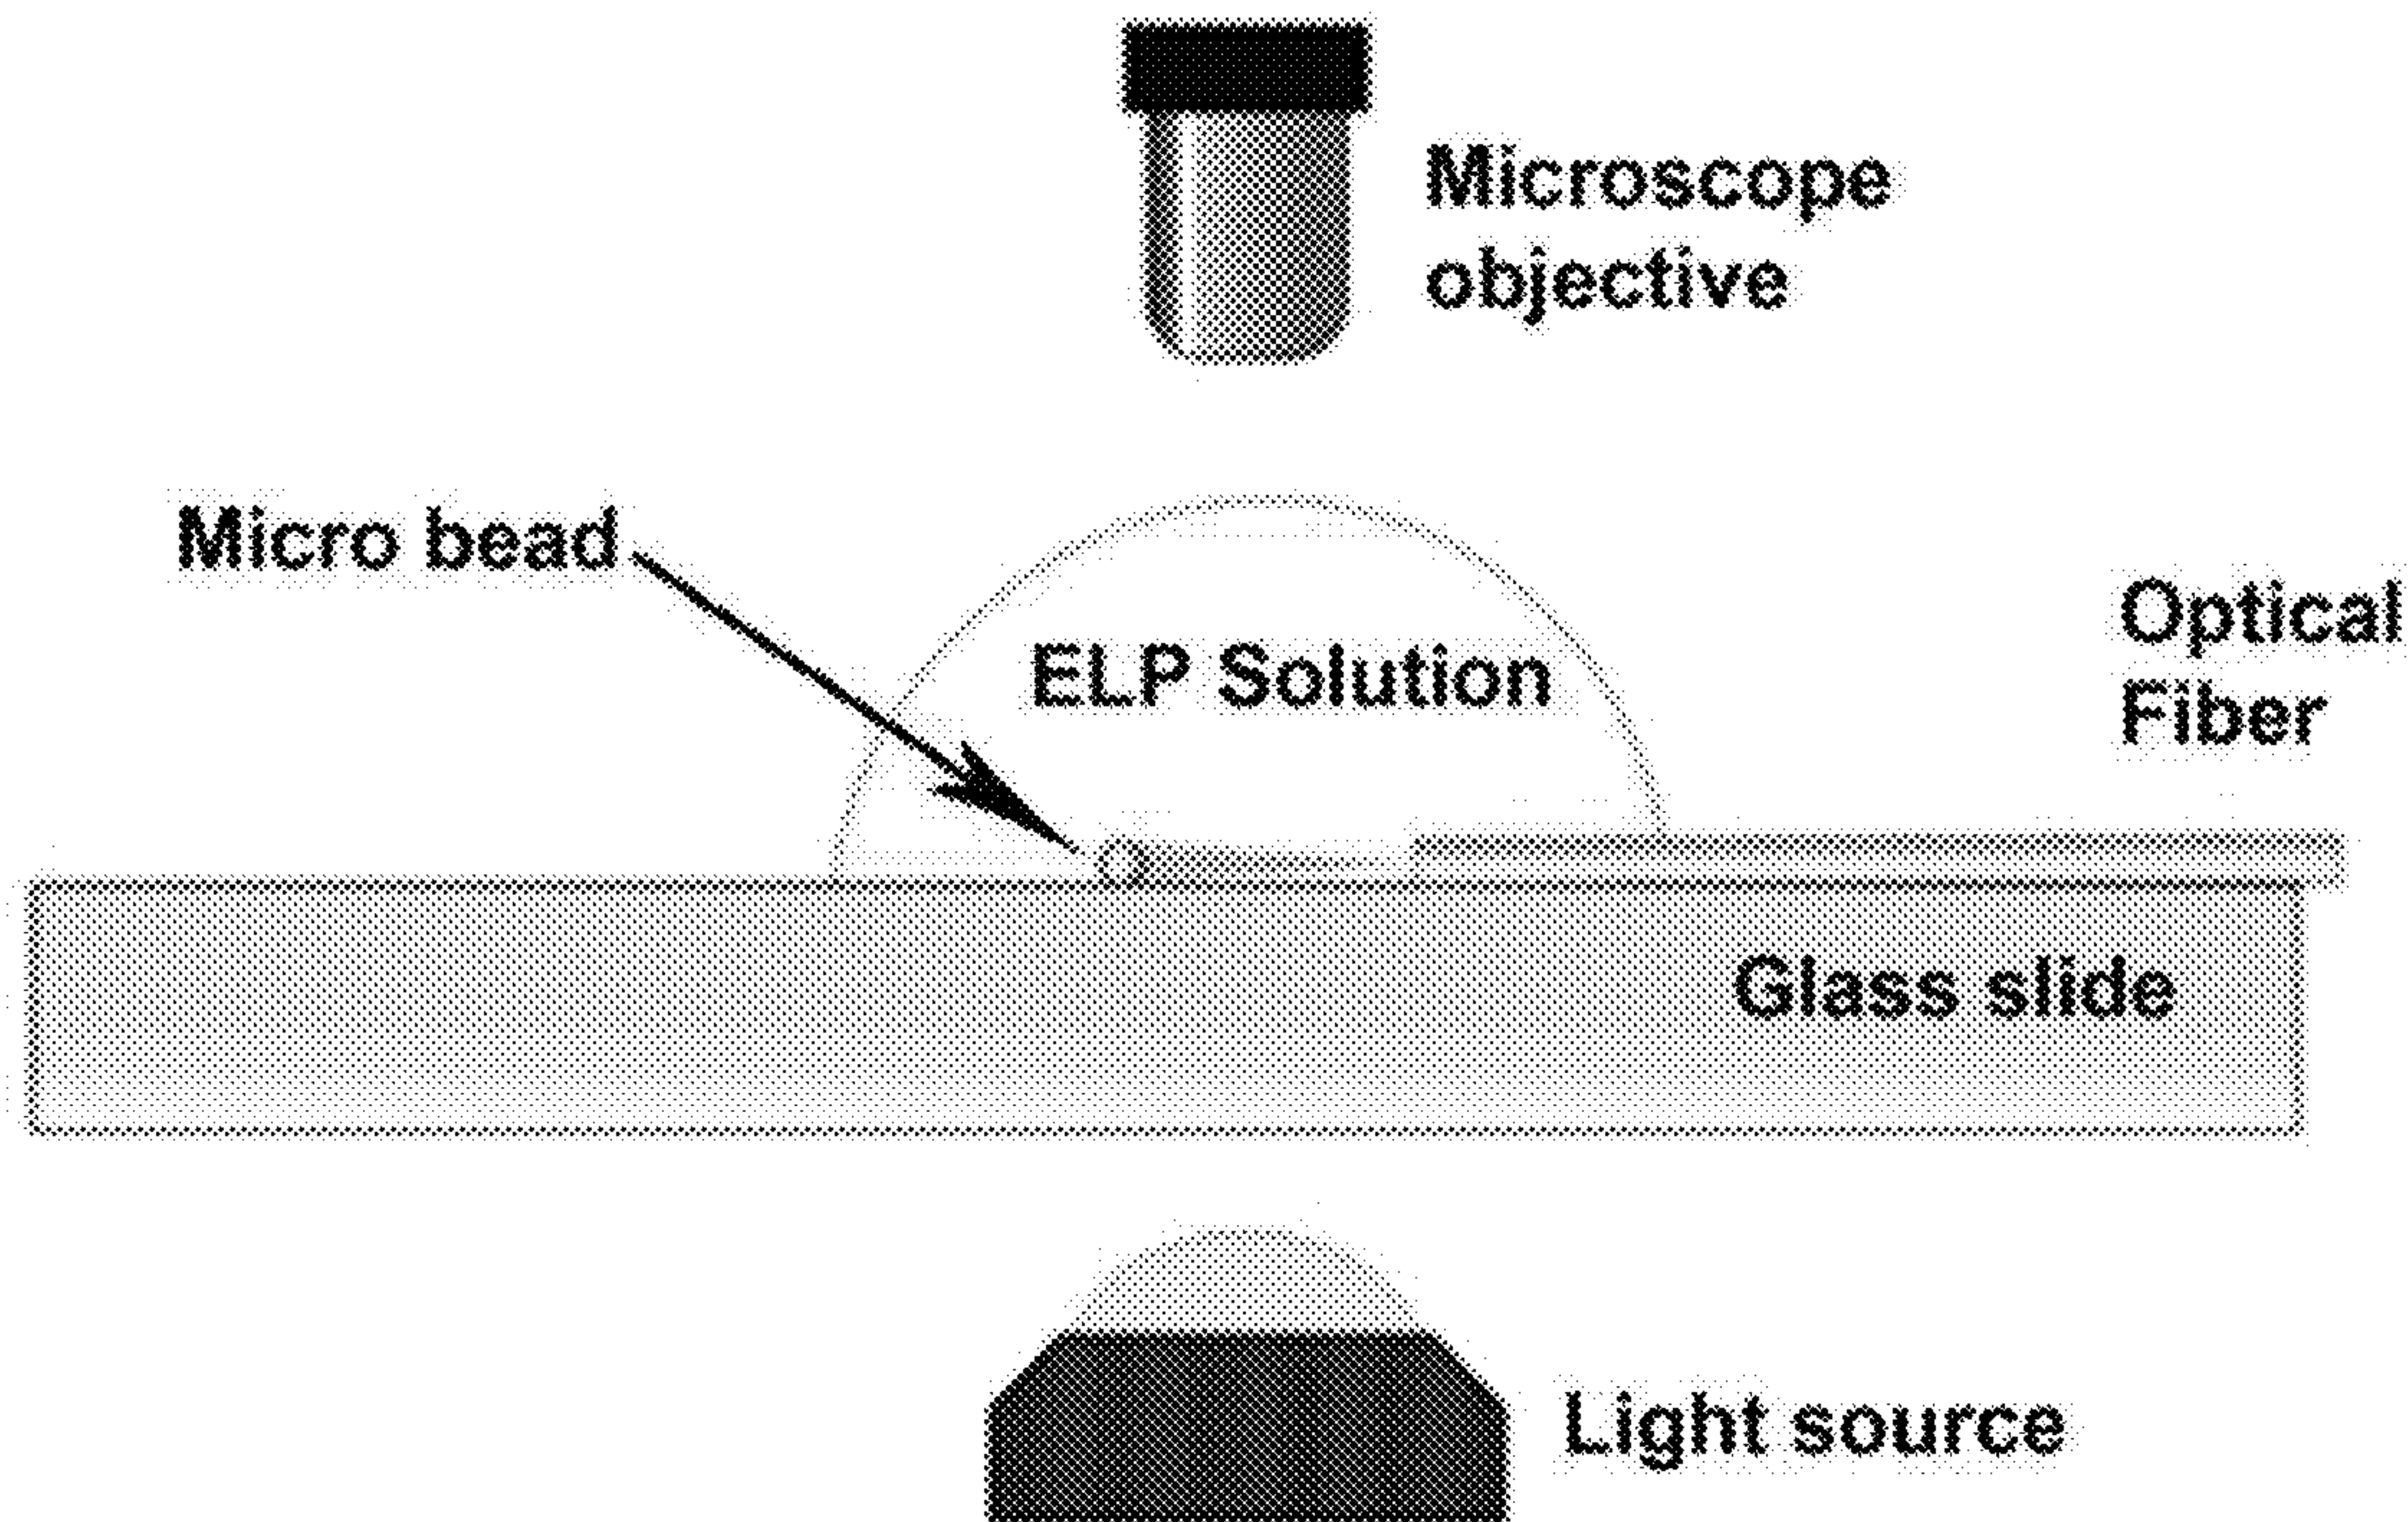 Microscope
objective
Micro bead
ELP Solution
Optical
Fiber
Glass slide
Light source